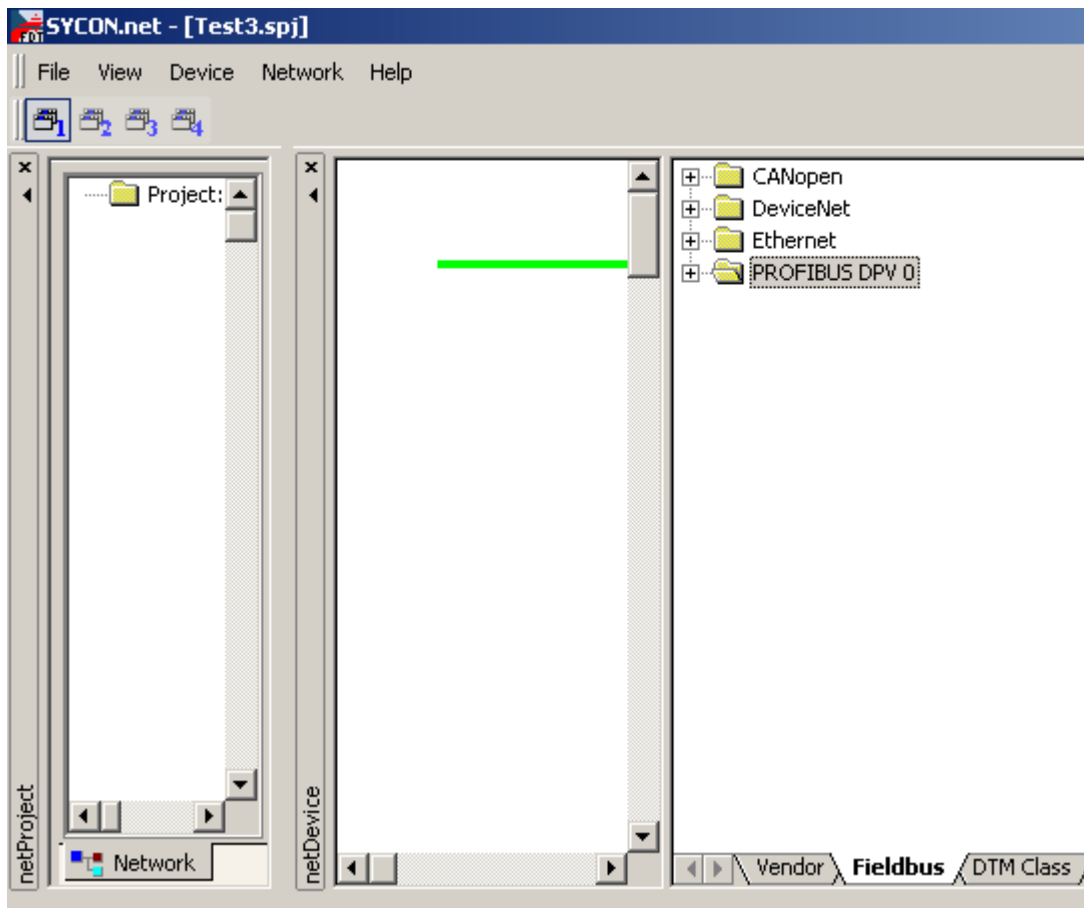 SYCON.net - [Test3.spj]
File View Device Network Help
1 2 3 4
Project:
CANopen
DeviceNet
Ethernet
PROFIBUS DPV 0
netProject
Network
netDevice
Vendor Fieldbus DTM Class